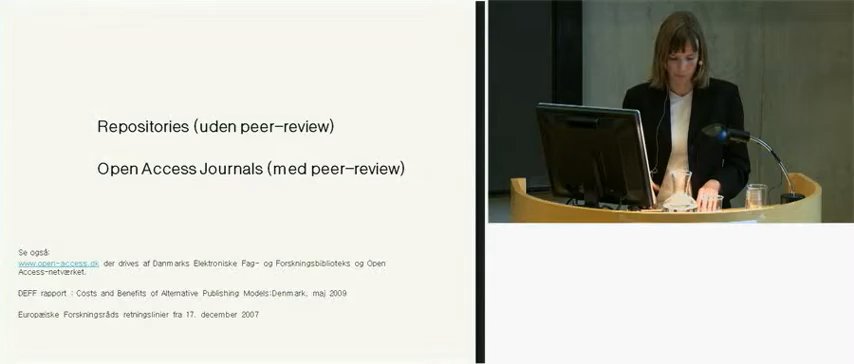 Repositories (uden peer-review)
Open Access Journals (med peer-review)
Se også:
www.open-access.dk der drives af Danmarks Elektroniske Fag- og Forskningsbiblioteks og Open
Access-netværket.
DEFF rapport : Costs and Benefits of Alternative Publishing Models:Denmark, maj 2009
Europæiske Forskningsråds retningslinier fra 17. december 2007